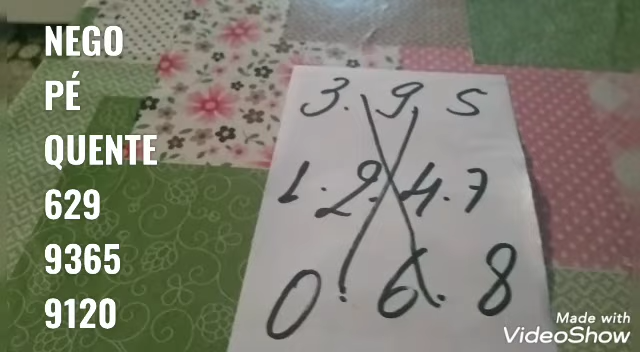 NEGO
PÉ
QUENTE
629
9365
9120
3. 9, 5
1. 2. 4. 7
0. 6. 8
Made with
VideoShow